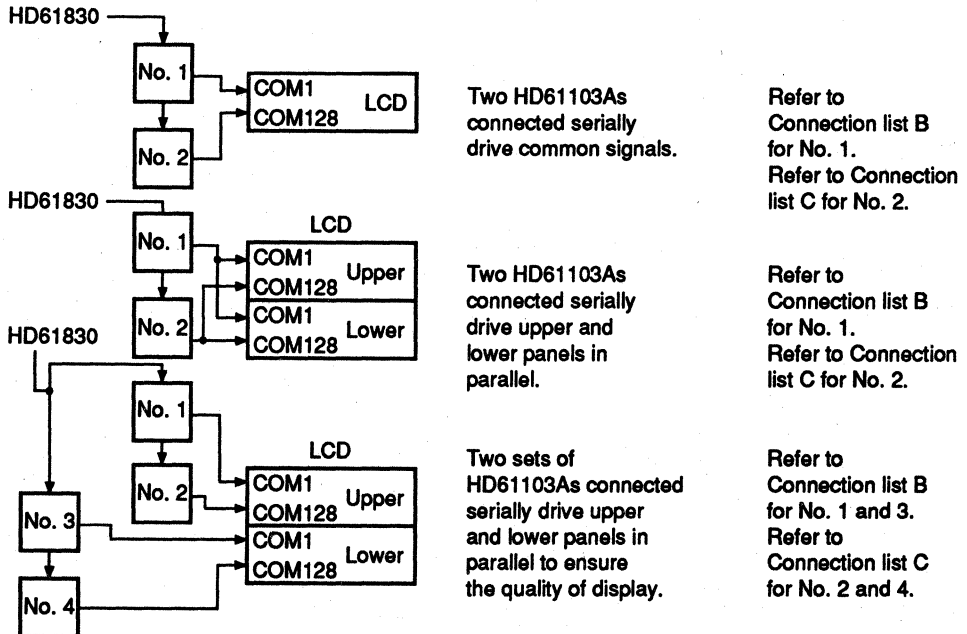 HD61830
No. 1
COM1
LCD
COM128
No. 2
Two HD61103As
connected serially
drive common signals.
Refer to
Connection list B
for No. 1.
Refer to Connection
list C for No. 2.
HD61830
No. 1
LCD
COM1
Upper
COM128
COM1
Lower
COM128
No. 2
Two HD61103As
connected serially
drive upper and
lower panels in
parallel.
Refer to
Connection list B
for No. 1.
Refer to Connection
list C for No. 2.
HD61830
No. 1
No. 2
No. 3
No. 4
LCD
COM1
Upper
COM128
COM1
Lower
COM128
Two sets of
HD61103As connected
serially drive upper
and lower panels in
parallel to ensure
the quality of display.
Refer to
Connection list B
for No. 1 and 3.
Refer to
Connection list C
for No. 2 and 4.